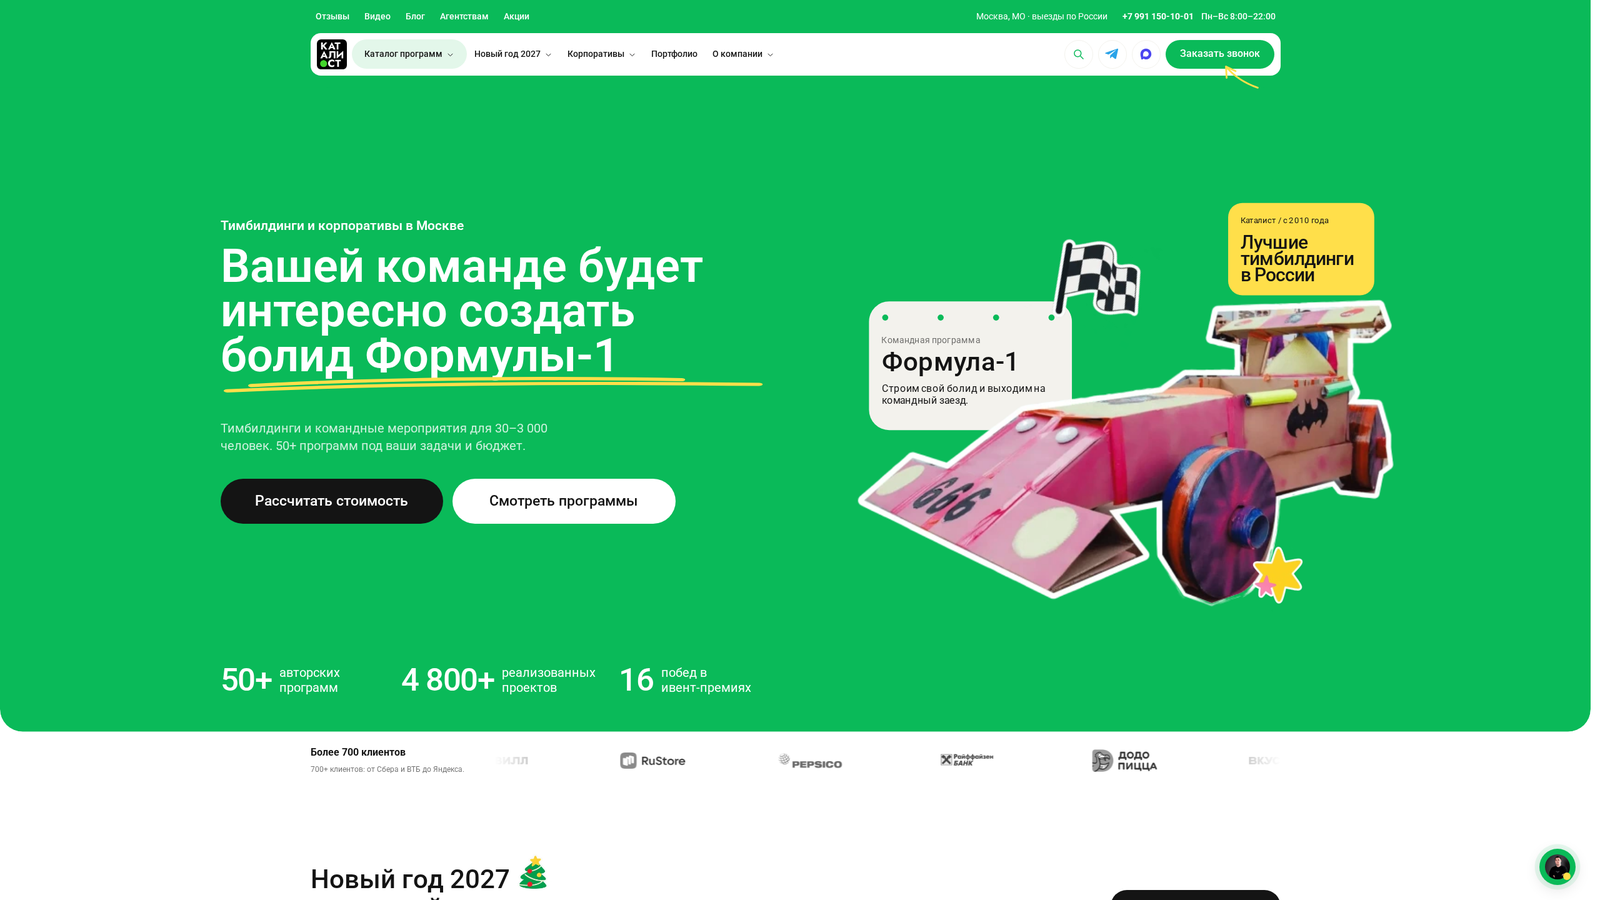 Отзывы Видео Блог Агентствам Акции
Москва, МО · выезды по России +7 991 150-10-01 Пн–Вс 8:00–22:00
КАТ
АЛИ
СТ
Каталог программ Новый год 2027 Корпоративы Портфолио О компании
Заказать звонок
Тимбилдинги и корпоративы в Москве
Вашей команде будет
интересно создать
болид Формулы-1
Тимбилдинги и командные мероприятия для 30–3 000
человек. 50+ программ под ваши задачи и бюджет.
Рассчитать стоимость
Смотреть программы
Каталист / с 2010 года
Лучшие
тимбилдинги
в России
Командная программа
Формула-1
Строим свой болид и выходим на
командный заезд.
666
50+ авторских
программ
4 800+ реализованных
проектов
16 побед в
ивент-премиях
Более 700 клиентов
700+ клиентов: от Сбера и ВТБ до Яндекса.
RuStore
PEPSICO
Райффайзен
БАНК
ДОДО
ПИЦЦА
Новый год 2027